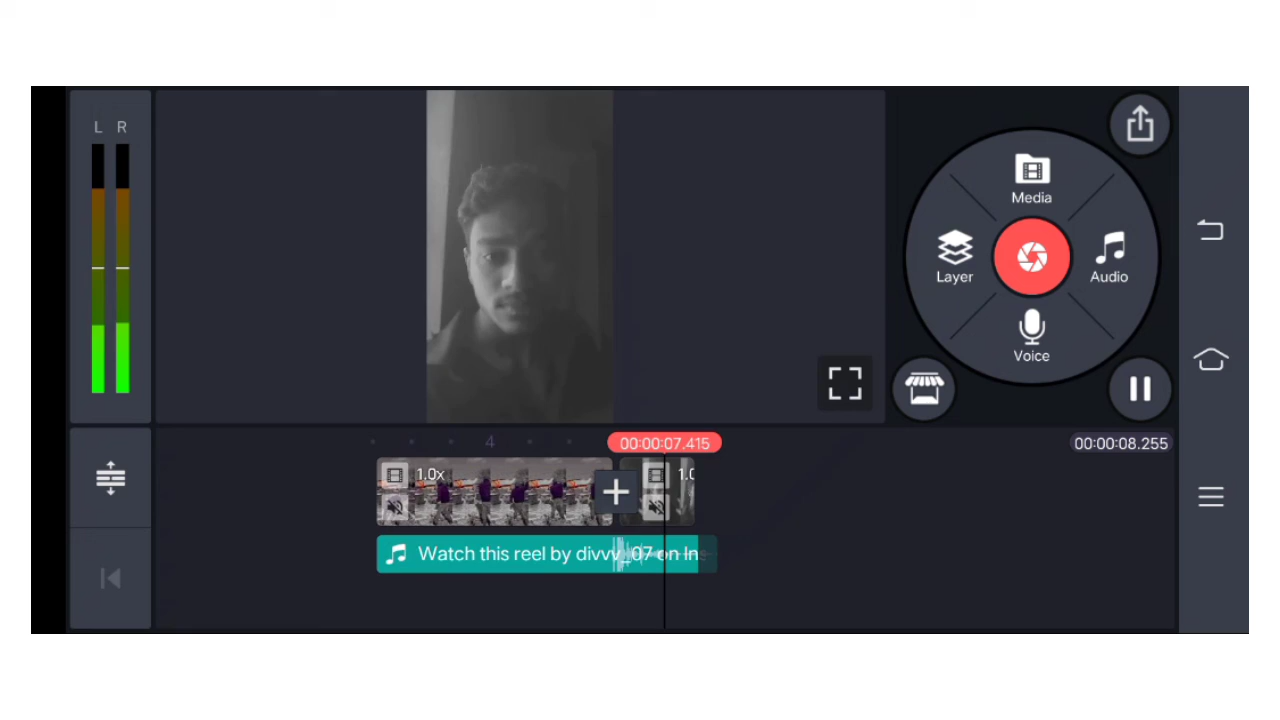 L R
Media
Layer
Audio
Voice
4
00:00:07.415
00:00:08.255
1.0x
1.0
Watch this reel by divvy_07 on Ins